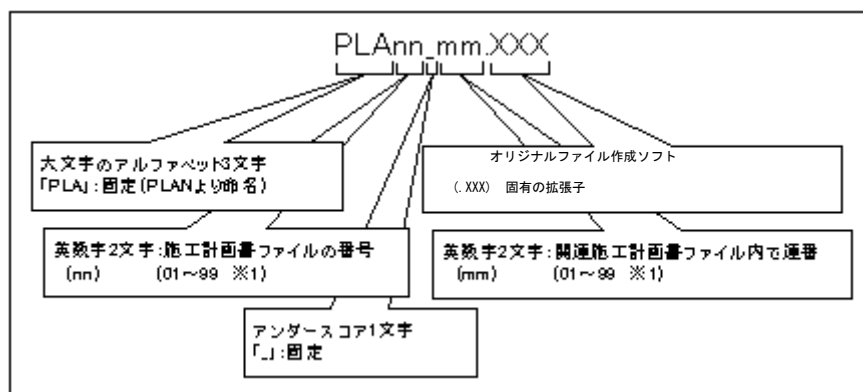 PLAnn_mm.XXX
大文字のアルファベット3文字
「PLA」:固定(PLANより命名)
オリジナルファイル作成ソフト
(.XXX) 固有の拡張子
英数字2文字:施工計画書ファイルの番号
(nn) (01～99 ※1)
英数字2文字:関連施工計画書ファイル内で連番
(mm) (01～99 ※1)
アンダースコア1文字
「_」:固定